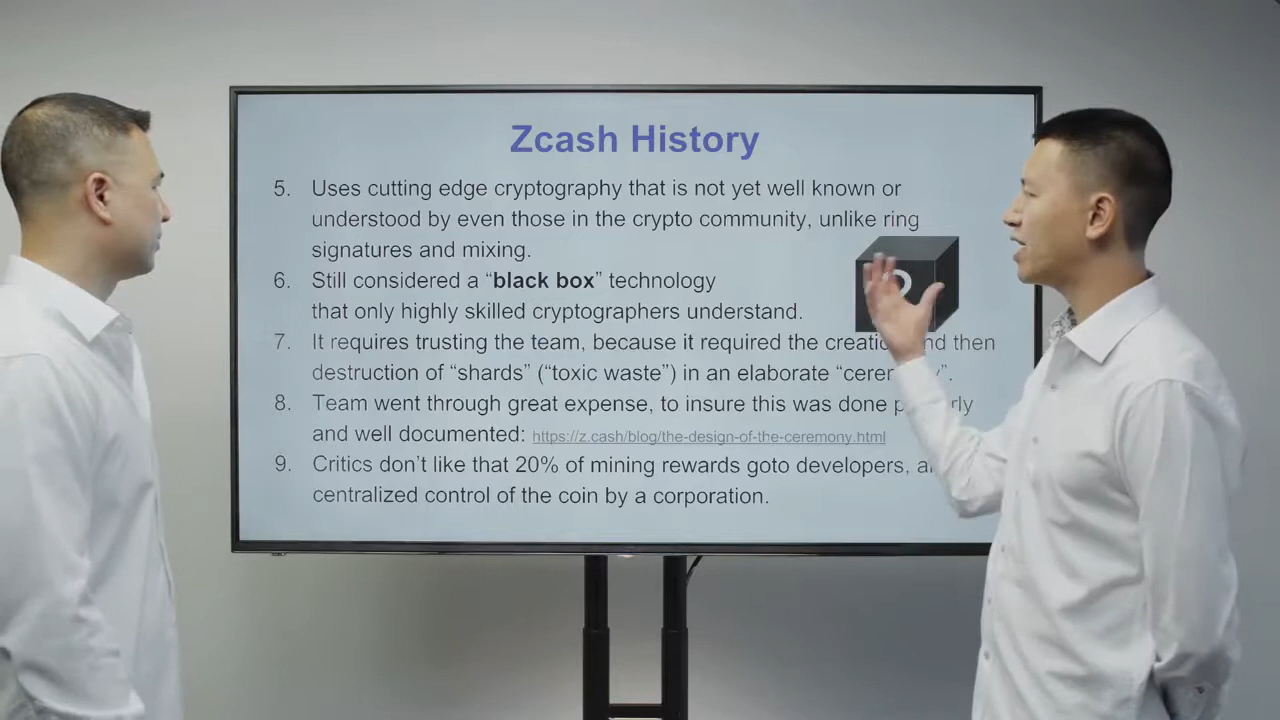 Zcash History
5. Uses cutting edge cryptography that is not yet well known or
understood by even those in the crypto community, unlike ring
signatures and mixing.
6. Still considered a “black box” technology
that only highly skilled cryptographers understand.
7. It requires trusting the team, because it required the then
destruction of “shards” (“toxic waste”) in an elaborate
8. Team went through great expense, to insure this was done
and well documented: https://z.cash/blog/the-design-of-the-ceremony.html
9. Critics don’t like that 20% of mining rewards goto developers,
centralized control of the coin by a corporation.